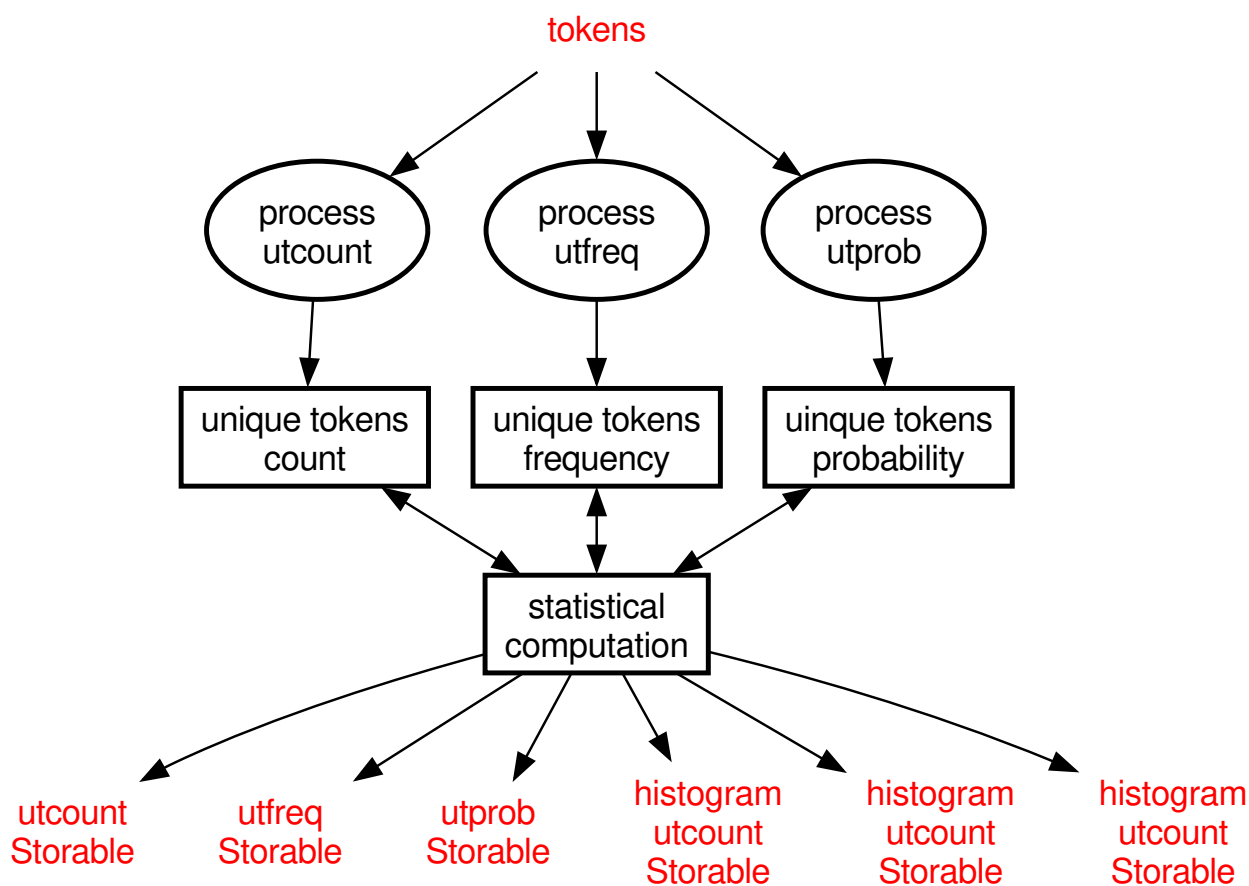 tokens
process
utcount
process
utfreq
process
utprob
unique tokens
count
unique tokens
frequency
uinque tokens
probability
statistical
computation
utcount
Storable
utfreq
Storable
utprob
Storable
histogram
utcount
Storable
histogram
utcount
Storable
histogram
utcount
Storable